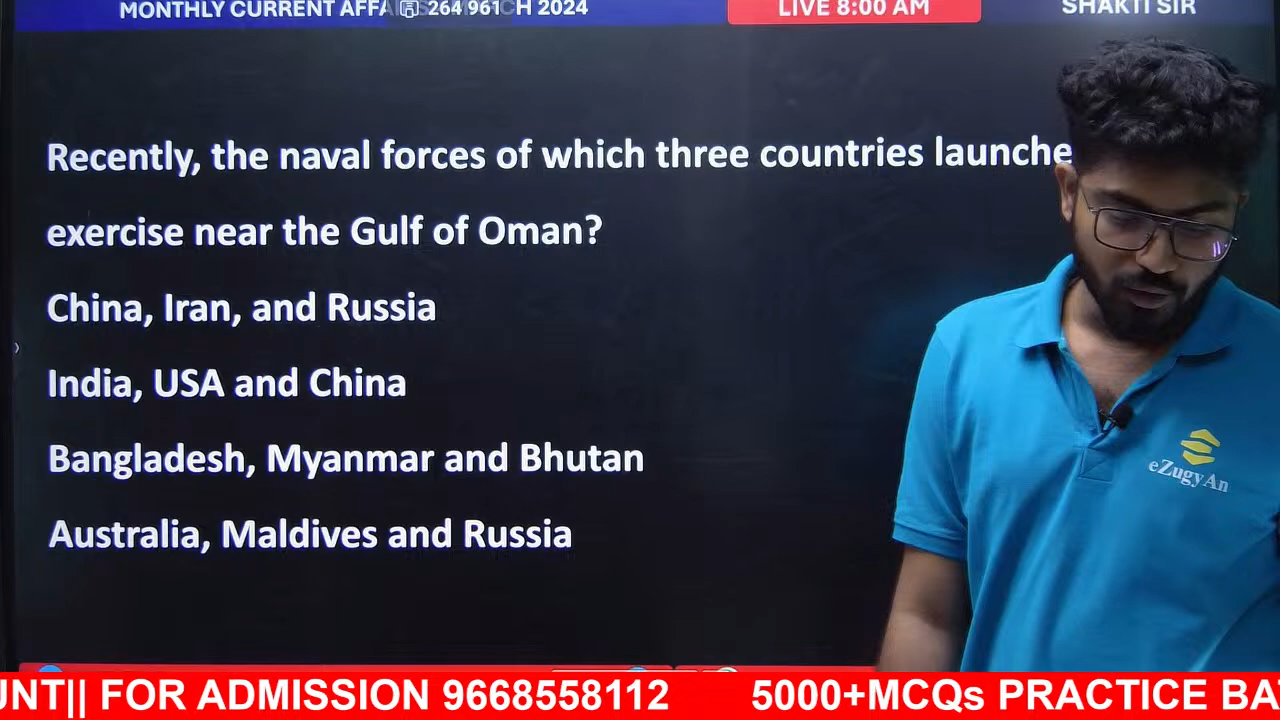 MONTHLY CURRENT AFFA
264 961
CH 2024
LIVE 8:00 AM
SHAKTI SIR
Recently, the naval forces of which three countries launche
exercise near the Gulf of Oman?
China, Iran, and Russia
India, USA and China
Bangladesh, Myanmar and Bhutan
Australia, Maldives and Russia
eZugyAn
UNT|| FOR ADMISSION 9668558112
5000+MCQs PRACTICE BA